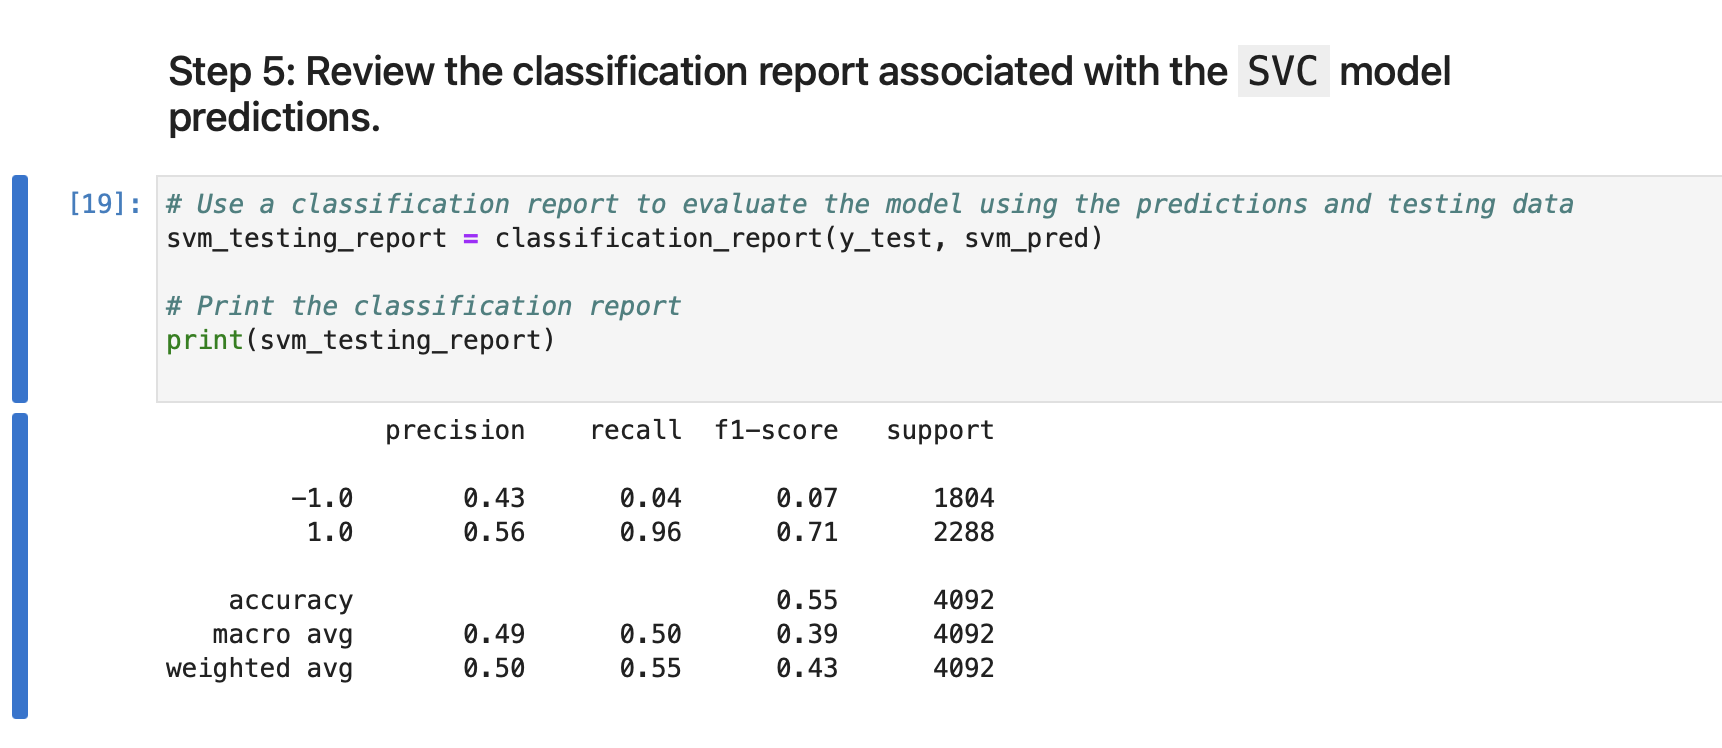 Step 5: Review the classification report associated with the SVC model
predictions.
[19]: # Use a classification report to evaluate the model using the predictions and testing data
svm_testing_report = classification_report(y_test, svm_pred)
# Print the classification report
print(svm_testing_report)
precision recall f1-score support
-1.0 0.43 0.04 0.07 1804
1.0 0.56 0.96 0.71 2288
accuracy 0.55 4092
macro avg 0.49 0.50 0.39 4092
weighted avg 0.50 0.55 0.43 4092